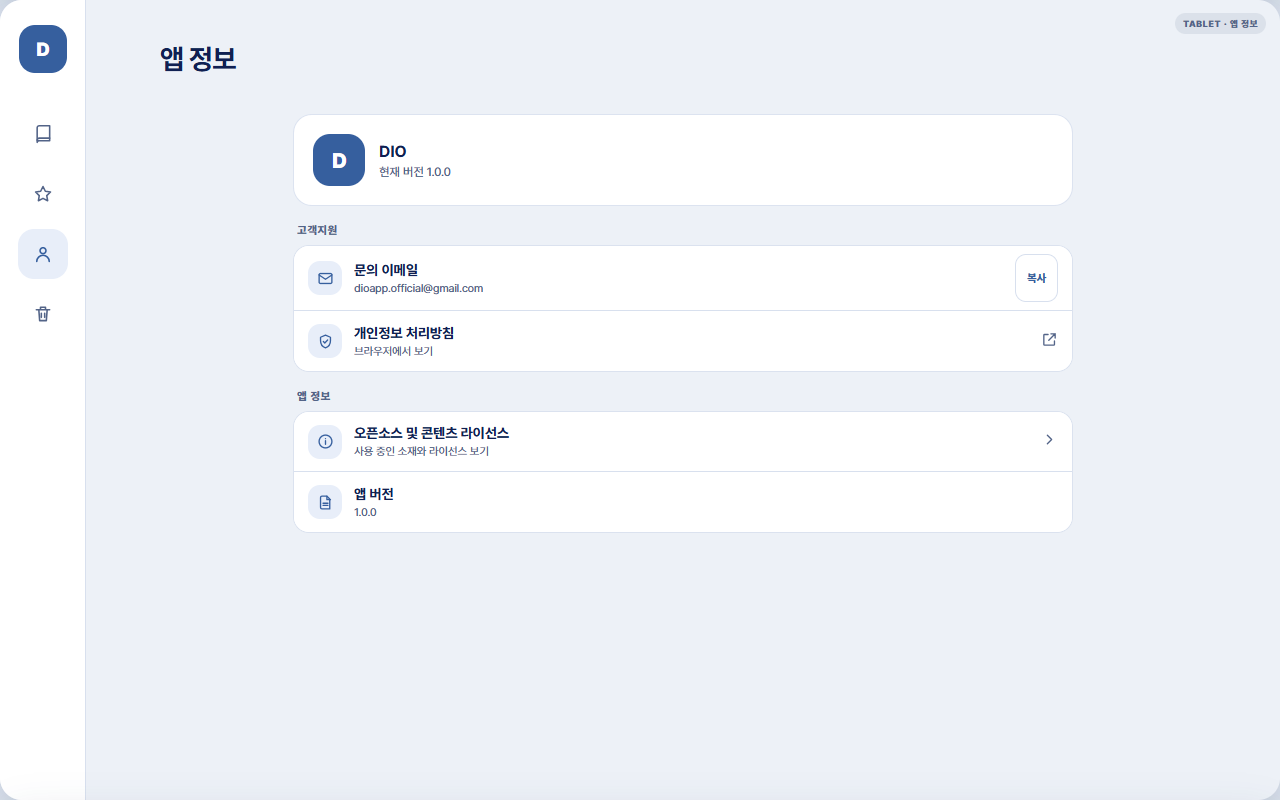 D
TABLET · 앱 정보
앱 정보
D
DIO
현재 버전 1.0.0
고객지원
문의 이메일
dioapp.official@gmail.com
복사
개인정보 처리방침
브라우저에서 보기
앱 정보
오픈소스 및 콘텐츠 라이선스
사용 중인 소재와 라이선스 보기
앱 버전
1.0.0